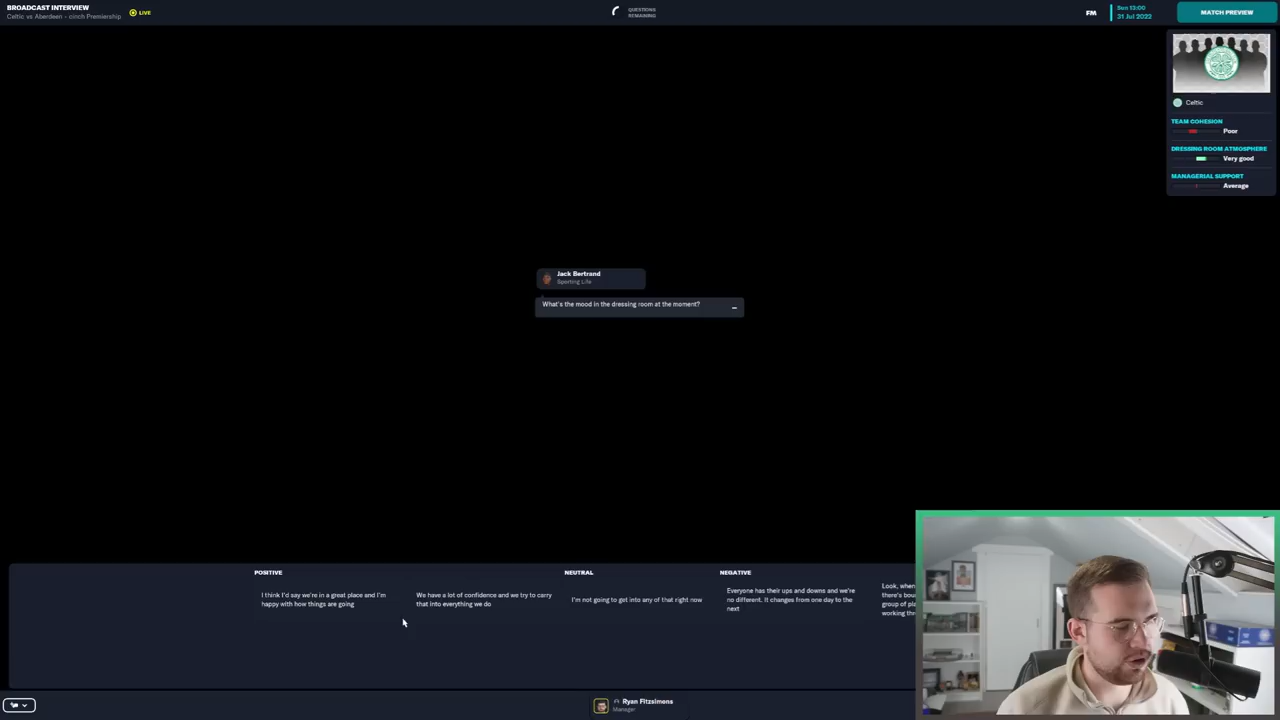 BROADCAST INTERVIEW
Celtic vs Aberdeen - cinch Premiership
LIVE
QUESTIONS
REMAINING
FM
Sun 13:00
31 Jul 2022
MATCH PREVIEW
Celtic
TEAM COHESION
Poor
DRESSING ROOM ATMOSPHERE
Very good
MANAGERIAL SUPPORT
Average
Jack Bertrand
Sporting Life
What's the mood in the dressing room at the moment?
POSITIVE
I think I'd say we're in a great place and I'm
happy with how things are going
We have a lot of confidence and we try to carry
that into everything we do
NEUTRAL
I'm not going to get into any of that right now
NEGATIVE
Everyone has their ups and downs and we're
no different. It changes from one day to the
next
Look, when
there's bou
group of pla
working thr
Ryan Fitzsimons
Manager